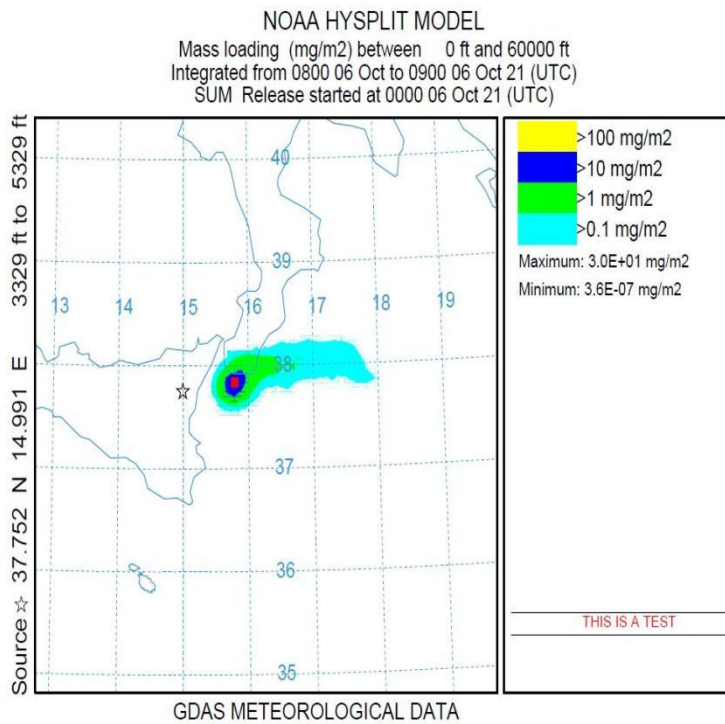 NOAA HYSPLIT MODEL
Mass loading (mg/m2) between 0 ft and 60000 ft
Integrated from 0800 06 Oct to 0900 06 Oct 21 (UTC)
SUM Release started at 0000 06 Oct 21 (UTC)
Source ☆ 37.752 N 14.991 E 3329 ft to 5329 ft
40
39
13 14 15 16 17 18 19
38
37
36
35
>100 mg/m2
>10 mg/m2
>1 mg/m2
>0.1 mg/m2
Maximum: 3.0E+01 mg/m2
Minimum: 3.6E-07 mg/m2
THIS IS A TEST
GDAS METEOROLOGICAL DATA